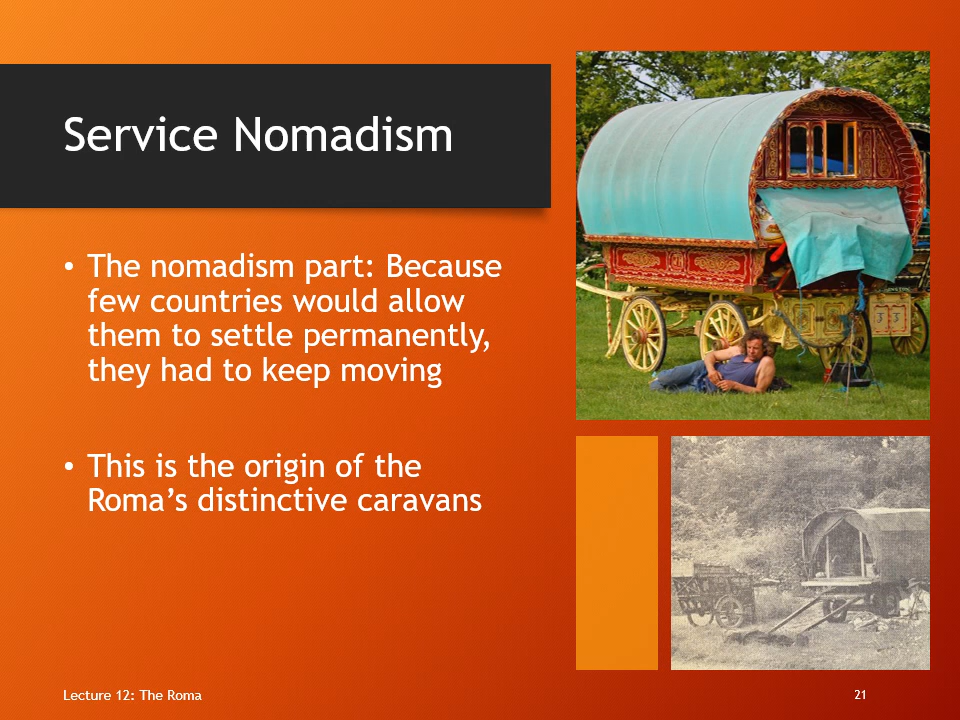 Service Nomadism
• The nomadism part: Because
few countries would allow
them to settle permanently,
they had to keep moving
• This is the origin of the
Roma’s distinctive caravans
Lecture 12: The Roma
21